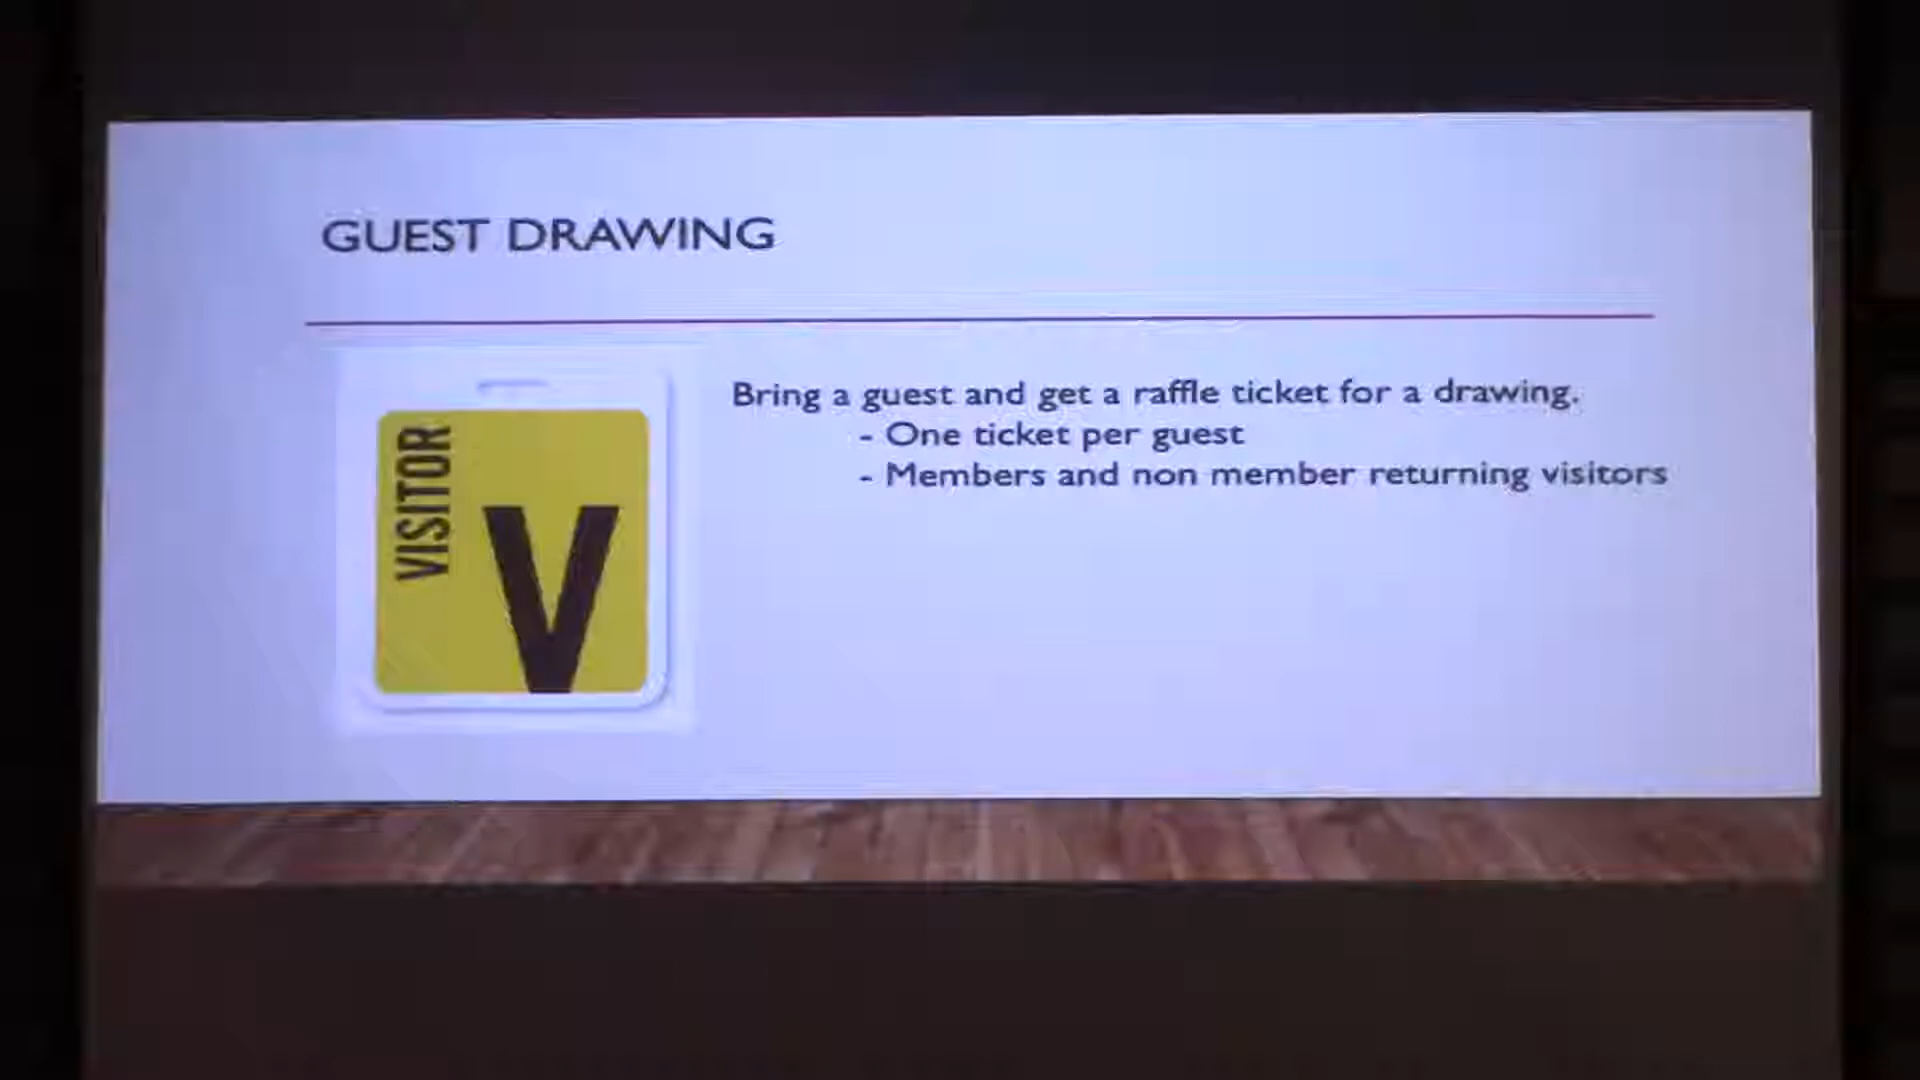 GUEST DRAWING
VISITOR
V
Bring a guest and get a raffle ticket for a drawing.
- One ticket per guest
- Members and non member returning visitors